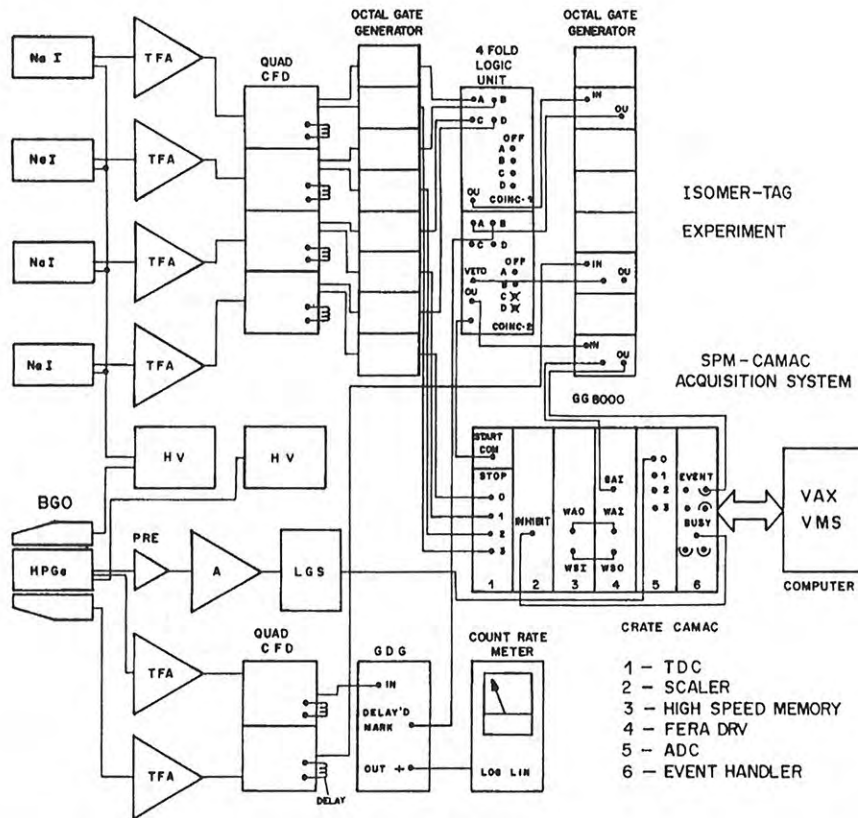 OCTAL GATE
GENERATOR
OCTAL GATE
GENERATOR
4 FOLD
LOGIC
UNIT
QUAD
CFD
NaI
TFA
NaI
TFA
NaI
TFA
NaI
TFA
A B
C D
OFF
A
B
C
D
OU
COINC-1
A B
C D
OFF
VETO
A
B
C
D
OU
COINC-2
IN
OU
IN
OU
IN
OU
GG8000
ISOMER-TAG
EXPERIMENT
SPM-CAMAC
ACQUISITION SYSTEM
HV
HV
BGO
HPGe
PRE
A
LGS
START
COM
STOP
0
1
2
3
1
INHIBIT
2
WAO
WSI
3
WAI
WSO
4
0
1
2
3
5
EVENT
BUSY
6
VAX
VMS
COMPUTER
CRATE CAMAC
QUAD
CFD
TFA
TFA
DELAY
GDG
IN
DELAY'D
MARK
OUT +
COUNT RATE
METER
LOG LIN
1 - TDC
2 - SCALER
3 - HIGH SPEED MEMORY
4 - FERA DRV
5 - ADC
6 - EVENT HANDLER